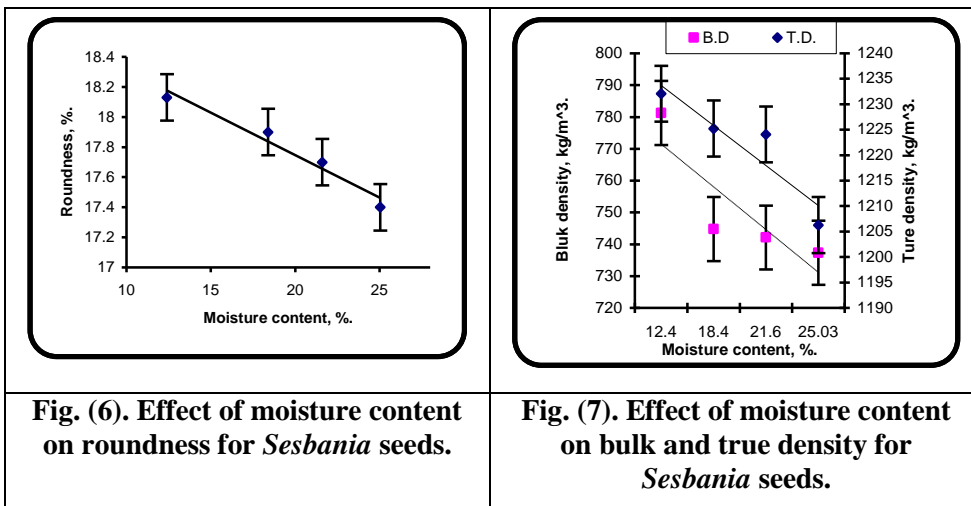 18.4
18.2
18
17.8
17.6
17.4
17.2
17
Roundness, %.
10 15 20 25
Moisture content, %.
B.D T.D.
800
790
780
770
760
750
740
730
720
Bluk density, kg/m^3.
1240
1235
1230
1225
1220
1215
1210
1205
1200
1195
1190
Ture density, kg/m^3.
12.4 18.4 21.6 25.03
Moisture content, %.
Fig. (6). Effect of moisture content
on roundness for Sesbania seeds.
Fig. (7). Effect of moisture content
on bulk and true density for
Sesbania seeds.